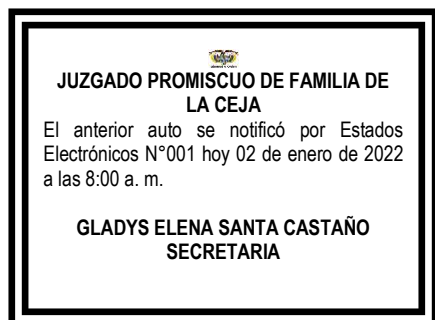 JUZGADO PROMISCUO DE FAMILIA DE
LA CEJA
El anterior auto se notificó por Estados
Electrónicos N°001 hoy 02 de enero de 2022
a las 8:00 a. m.
GLADYS ELENA SANTA CASTAÑO
SECRETARIA